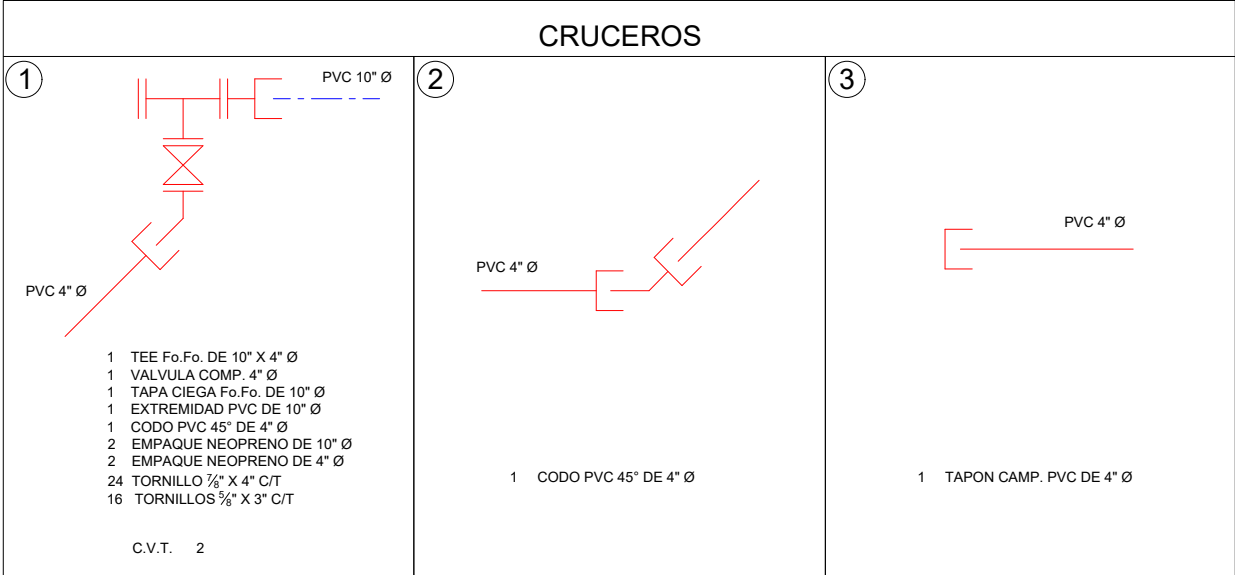 CRUCEROS
1
PVC 10" Ø
PVC 4" Ø
1 TEE Fo.Fo. DE 10" X 4" Ø
1 VALVULA COMP. 4" Ø
1 TAPA CIEGA Fo.Fo. DE 10" Ø
1 EXTREMIDAD PVC DE 10" Ø
1 CODO PVC 45° DE 4" Ø
2 EMPAQUE NEOPRENO DE 10" Ø
2 EMPAQUE NEOPRENO DE 4" Ø
24 TORNILLO ⅞" X 4" C/T
16 TORNILLOS ⅝" X 3" C/T
C.V.T. 2
2
PVC 4" Ø
1 CODO PVC 45° DE 4" Ø
3
PVC 4" Ø
1 TAPON CAMP. PVC DE 4" Ø